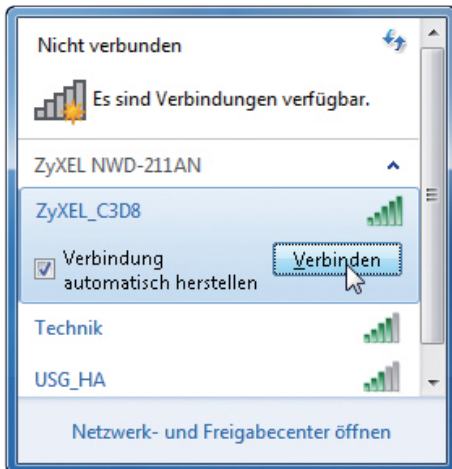 Nicht verbunden
Es sind Verbindungen verfügbar.
ZyXEL NWD-211AN
ZyXEL_C3D8
Verbindung
automatisch herstellen
Verbinden
Technik
USG_HA
Netzwerk- und Freigabecenter öffnen